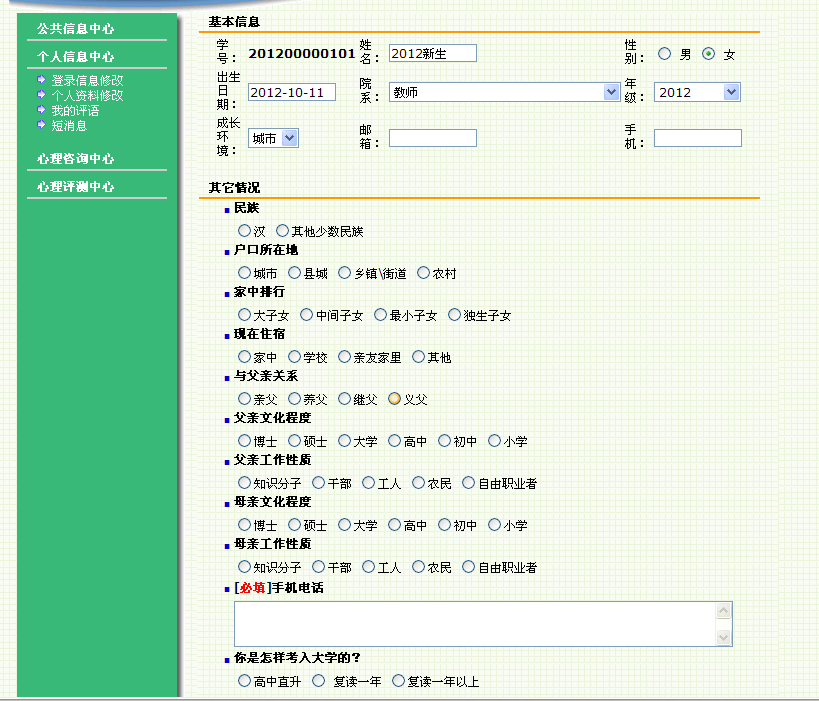 公共信息中心
个人信息中心
登录信息修改
个人资料修改
我的评语
短消息
心理咨询中心
心理评测中心
基本信息
学号： 201200000101 姓名： 2012新生 性别： 男 女
出生日期： 2012-10-11 院系： 教师 年级： 2012
成长环境： 城市 邮箱： 手机：
其它情况
民族
汉 其他少数民族
户口所在地
城市 县城 乡镇\街道 农村
家中排行
大子女 中间子女 最小子女 独生子女
现在住宿
家中 学校 亲友家里 其他
与父亲关系
亲父 养父 继父 义父
父亲文化程度
博士 硕士 大学 高中 初中 小学
父亲工作性质
知识分子 干部 工人 农民 自由职业者
母亲文化程度
博士 硕士 大学 高中 初中 小学
母亲工作性质
知识分子 干部 工人 农民 自由职业者
[必填]手机电话
你是怎样考入大学的？
高中直升 复读一年 复读一年以上